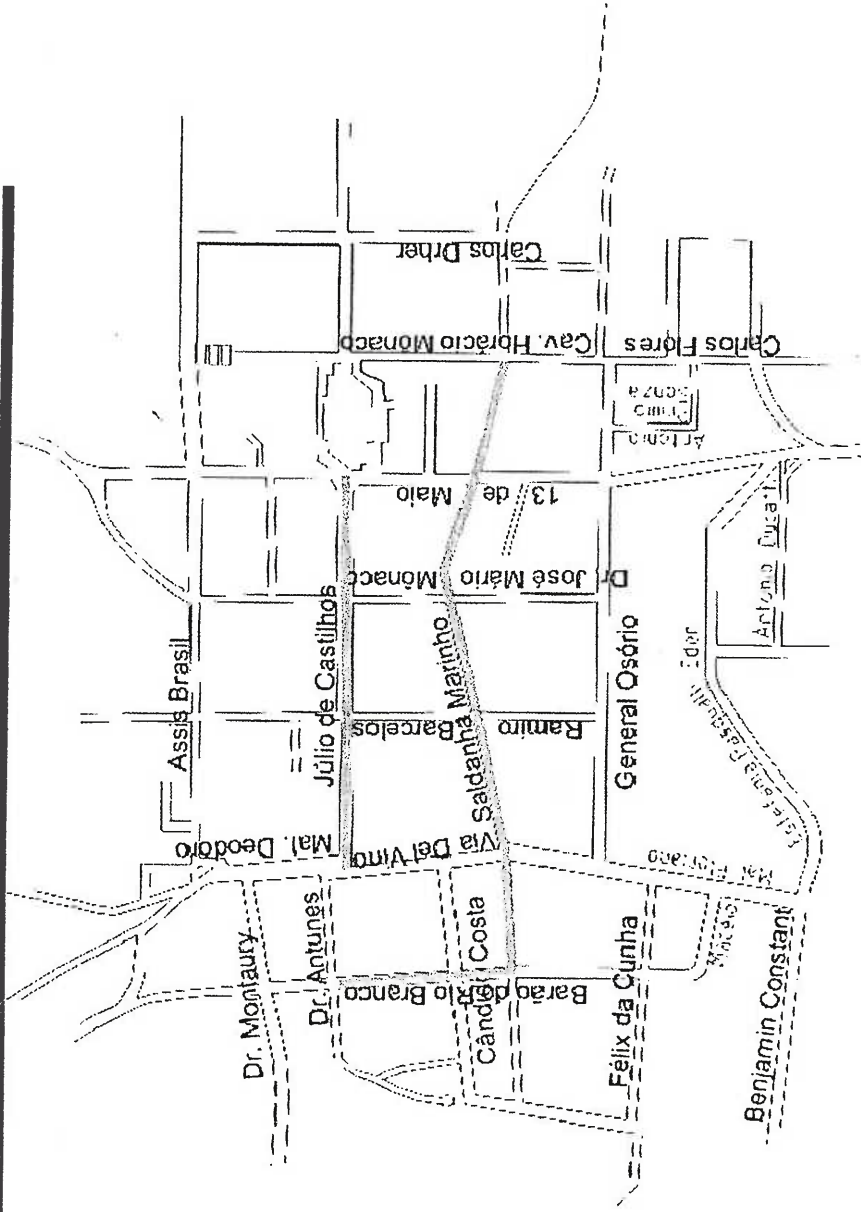 Carlos Drher
Cav. Horácio Mônaco
Carlos Flores
Antonio
13 de Maio
Dr. José Mário Mônaco
Assis Brasil
Júlio de Castilhos
Saldanha Marinho
General Osório
Eder
Antonio Ducatti
Ramiro Barcelos
Mal. Deodoro
Via Del Vino
Mal. Floriano
Dr. Montaury
Dr. Antunes
Barão do Rio Branco
Costa
Félix da Cunha
Benjamin Constant